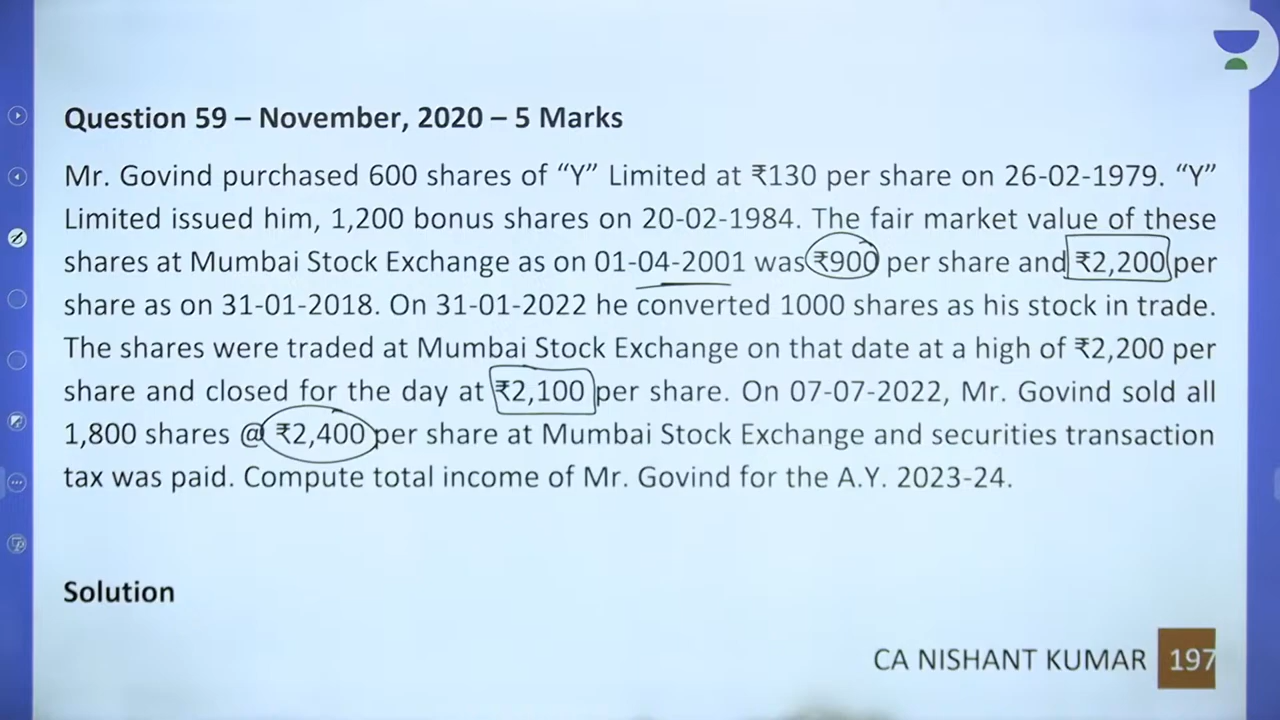 Question 59 – November, 2020 – 5 Marks
Mr. Govind purchased 600 shares of “Y” Limited at ₹130 per share on 26-02-1979. “Y”
Limited issued him, 1,200 bonus shares on 20-02-1984. The fair market value of these
shares at Mumbai Stock Exchange as on 01-04-2001 was ₹900 per share and ₹2,200 per
share as on 31-01-2018. On 31-01-2022 he converted 1000 shares as his stock in trade.
The shares were traded at Mumbai Stock Exchange on that date at a high of ₹2,200 per
share and closed for the day at ₹2,100 per share. On 07-07-2022, Mr. Govind sold all
1,800 shares @ ₹2,400 per share at Mumbai Stock Exchange and securities transaction
tax was paid. Compute total income of Mr. Govind for the A.Y. 2023-24.
Solution
CA NISHANT KUMAR 197